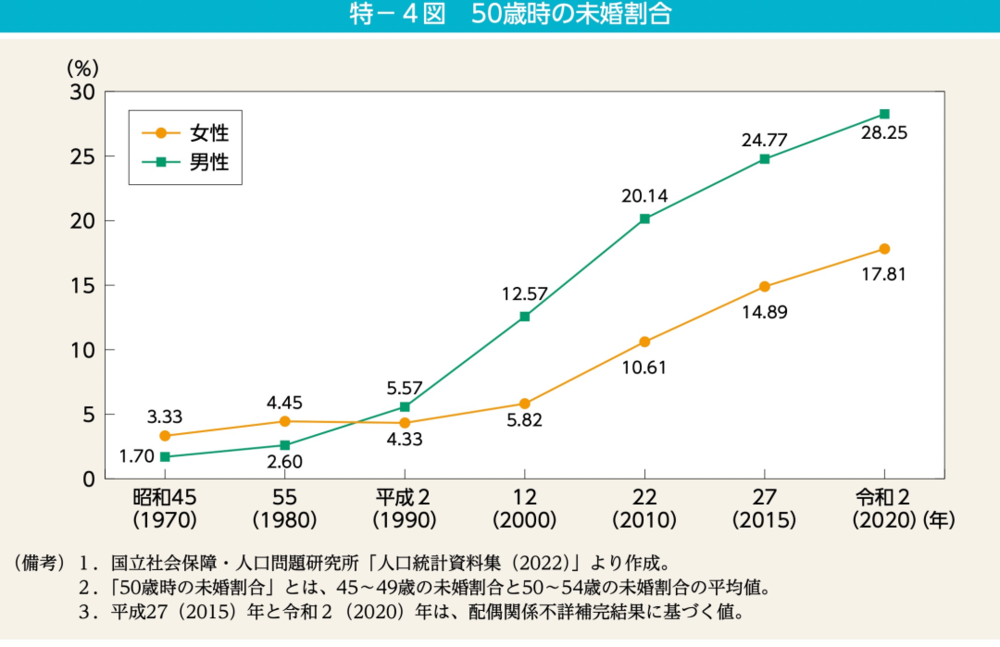 特－4図　50歳時の未婚割合
(%)
30
25
20
15
10
5
0
女性
男性
3.33
4.45
4.33
5.82
10.61
14.89
17.81
1.70
2.60
5.57
12.57
20.14
24.77
28.25
昭和45 55 平成2 12 22 27 令和2
(1970) (1980) (1990) (2000) (2010) (2015) (2020) (年)
（備考）1．国立社会保障・人口問題研究所「人口統計資料集（2022）」より作成。
2．「50歳時の未婚割合」とは、45～49歳の未婚割合と50～54歳の未婚割合の平均値。
3．平成27（2015）年と令和2（2020）年は、配偶関係不詳補完結果に基づく値。